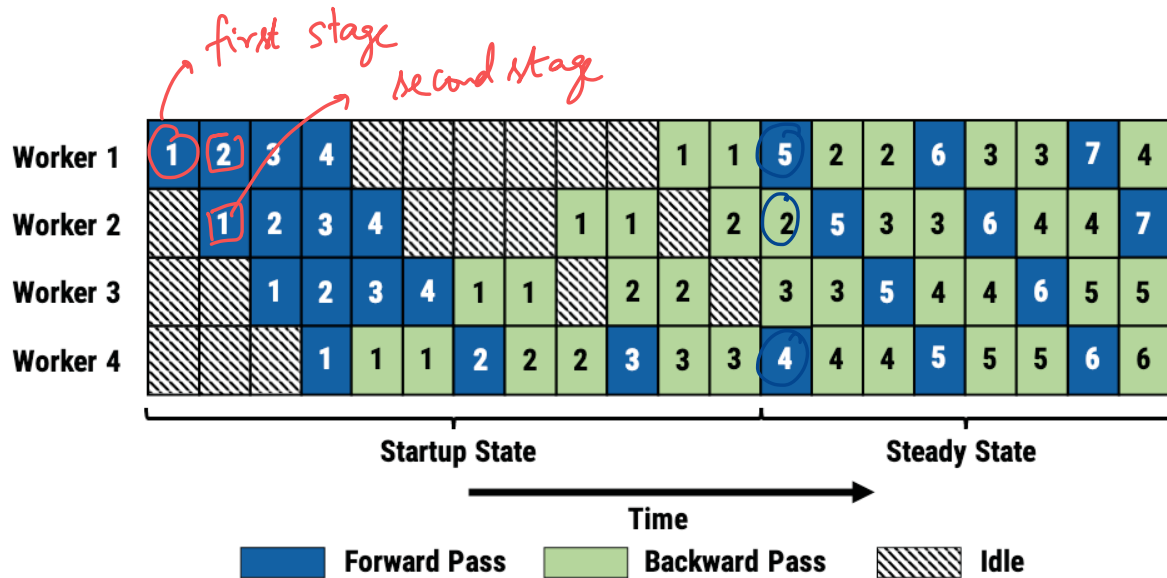 first stage
second stage
Worker 1 1 2 3 4 1 1 5 2 2 6 3 3 7 4
Worker 2 1 2 3 4 1 1 2 2 5 3 3 6 4 4 7
Worker 3 1 2 3 4 1 1 2 2 3 3 5 4 4 6 5 5
Worker 4 1 1 1 2 2 2 3 3 3 4 4 4 5 5 5 6 6
Startup State Steady State
Time
Forward Pass Backward Pass Idle